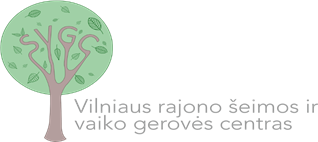 Vilniaus rajono šeimos ir
vaiko gerovės centras